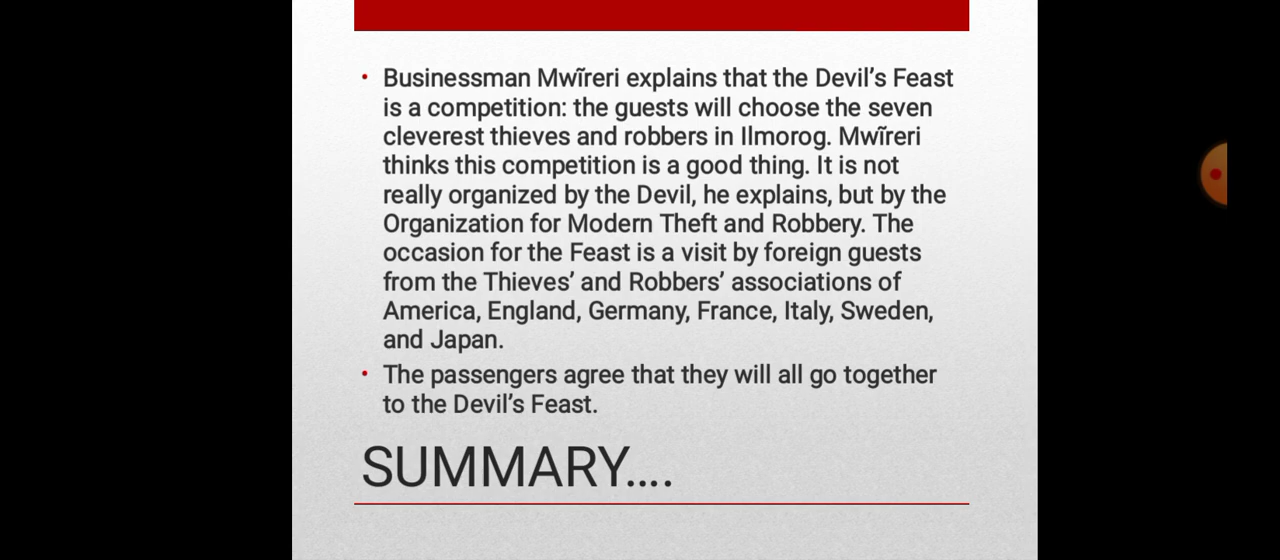 • Businessman Mwĩreri explains that the Devil’s Feast
is a competition: the guests will choose the seven
cleverest thieves and robbers in Ilmorog. Mwĩreri
thinks this competition is a good thing. It is not
really organized by the Devil, he explains, but by the
Organization for Modern Theft and Robbery. The
occasion for the Feast is a visit by foreign guests
from the Thieves’ and Robbers’ associations of
America, England, Germany, France, Italy, Sweden,
and Japan.
• The passengers agree that they will all go together
to the Devil’s Feast.
SUMMARY….